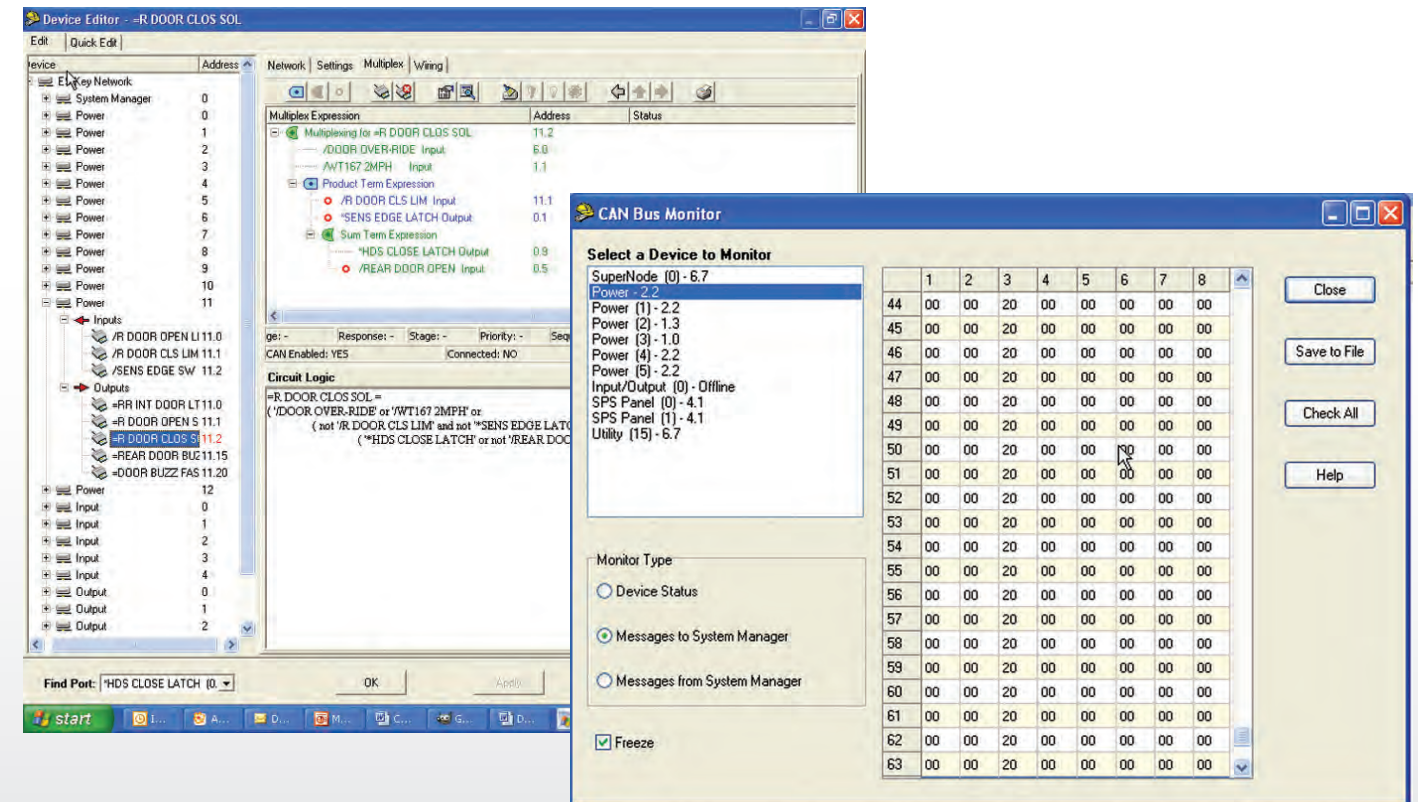 Device Editor - =R DOOR CLOS SOL
Edit Quick Edit
evice Address
Key Network
System Manager 0
Power 0
Power 1
Power 2
Power 3
Power 4
Power 5
Power 6
Power 7
Power 8
Power 9
Power 10
Power 11
Inputs
/R DOOR OPEN LI 11.0
/R DOOR CLS LIM 11.1
/SENS EDGE SW 11.2
Outputs
=RR INT DOOR LT 11.0
=R DOOR OPEN S 11.1
=R DOOR CLOS S 11.2
=REAR DOOR BUZ 11.15
=DOOR BUZZ FAS 11.20
Power 12
Input 0
Input 1
Input 2
Input 3
Input 4
Output 0
Output 1
Output 2
Network Settings Multiplex Wiring
Multiplex Expression Address Status
Multiplexing for =R DOOR CLOS SOL 11.2
/DOOR OVER-RIDE Input 6.0
/WT167 2MPH Input 1.1
Product Term Expression
/R DOOR CLS LIM Input 11.1
*SENS EDGE LATCH Output 0.1
Sum Term Expression
*HDS CLOSE LATCH Output 0.9
/REAR DOOR OPEN Input 0.5
ge: - Response: - Stage: - Priority: - Seq
CAN Enabled: YES Connected: NO
Circuit Logic
=R DOOR CLOS SOL =
( '/DOOR OVER-RIDE' or '/WT167 2MPH' or
( not '/R DOOR CLS LIM' and not '*SENS EDGE LATC
( '*HDS CLOSE LATCH' or not '/REAR DOO
Find Port: *HDS CLOSE LATCH (0.
OK Apply
start I... A... D... M... C... G... D...
CAN Bus Monitor
Select a Device to Monitor
SuperNode (0) - 6.7
Power - 2.2
Power (1) - 2.2
Power (2) - 1.3
Power (3) - 1.0
Power (4) - 2.2
Power (5) - 2.2
Input/Output (0) - Offline
SPS Panel (0) - 4.1
SPS Panel (1) - 4.1
Utility (15) - 6.7
Monitor Type
Device Status
Messages to System Manager
Messages from System Manager
Freeze
1 2 3 4 5 6 7 8
44 00 00 20 00 00 00 00 00
45 00 00 20 00 00 00 00 00
46 00 00 20 00 00 00 00 00
47 00 00 20 00 00 00 00 00
48 00 00 20 00 00 00 00 00
49 00 00 20 00 00 00 00 00
50 00 00 20 00 00 00 00 00
51 00 00 20 00 00 00 00 00
52 00 00 20 00 00 00 00 00
53 00 00 20 00 00 00 00 00
54 00 00 20 00 00 00 00 00
55 00 00 20 00 00 00 00 00
56 00 00 20 00 00 00 00 00
57 00 00 20 00 00 00 00 00
58 00 00 20 00 00 00 00 00
59 00 00 20 00 00 00 00 00
60 00 00 20 00 00 00 00 00
61 00 00 20 00 00 00 00 00
62 00 00 20 00 00 00 00 00
63 00 00 20 00 00 00 00 00
Close
Save to File
Check All
Help